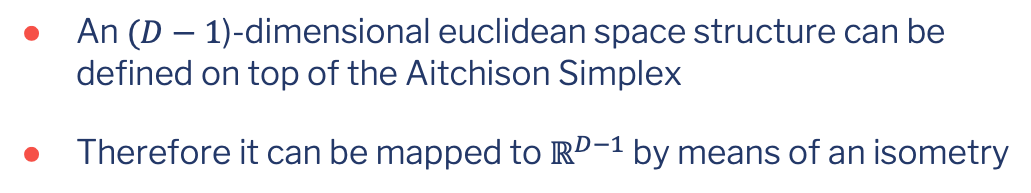 • An (D − 1)-dimensional euclidean space structure can be
defined on top of the Aitchison Simplex
• Therefore it can be mapped to ℝ^{D−1} by means of an isometry